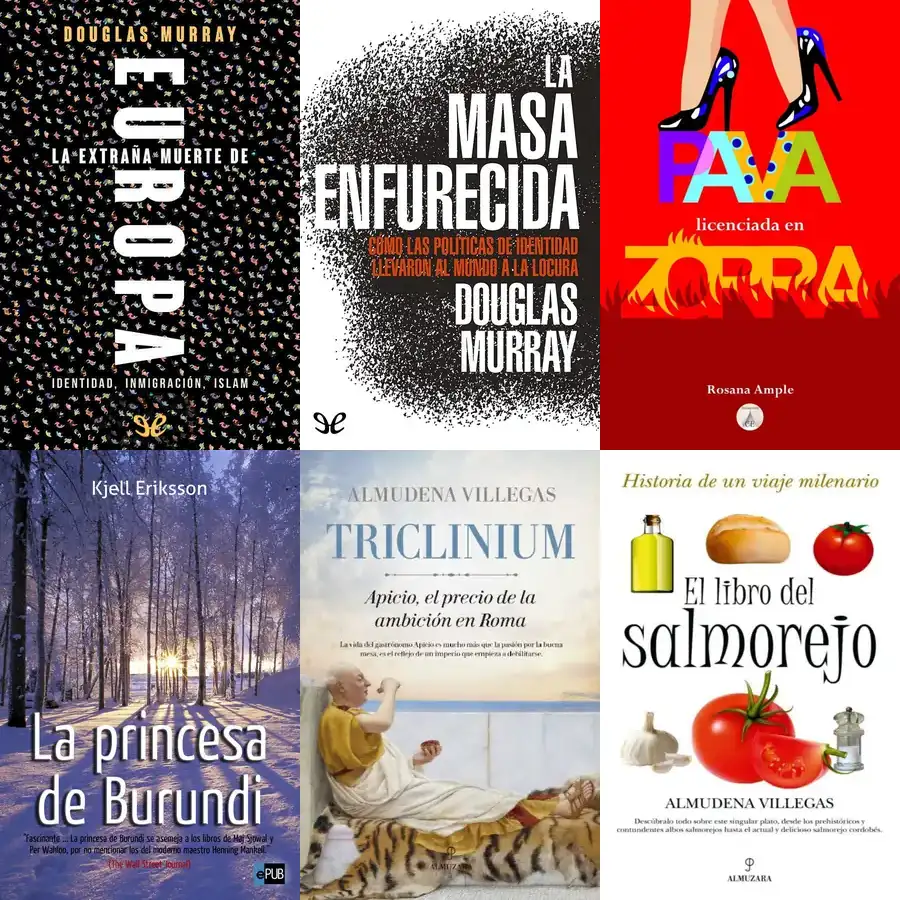 DOUGLAS MURRAY
LA EXTRAÑA MUERTE DE
EUROPA
IDENTIDAD, INMIGRACIÓN, ISLAM
LA
MASA
ENFURECIDA
CÓMO LAS POLÍTICAS DE IDENTIDAD
LLEVARON AL MUNDO A LA LOCURA
DOUGLAS
MURRAY
PAVA
licenciada en
ZORRA
Rosana Ample
Kjell Eriksson
La princesa
de Burundi
"Fascinante ... La princesa de Burundi se asemeja a los libros de Maj Sjowal y
Per Wahloo, por no mencionar los del moderno maestro Henning Mankell."
(The Wall Street Journal)
ePUB
ALMUDENA VILLEGAS
TRICLINIUM
Apicio, el precio de la
ambición en Roma
La vida del gastrónomo Apicio es mucho más que la pasión por la buena
mesa, es el reflejo de un imperio que empieza a debilitarse.
ALMUZARA
Historia de un viaje milenario
El libro del
salmorejo
ALMUDENA VILLEGAS
Descúbralo todo sobre este singular plato, desde los prehistóricos y
contundentes albos salmorejos hasta el actual y delicioso salmorejo cordobés.
ALMUZARA